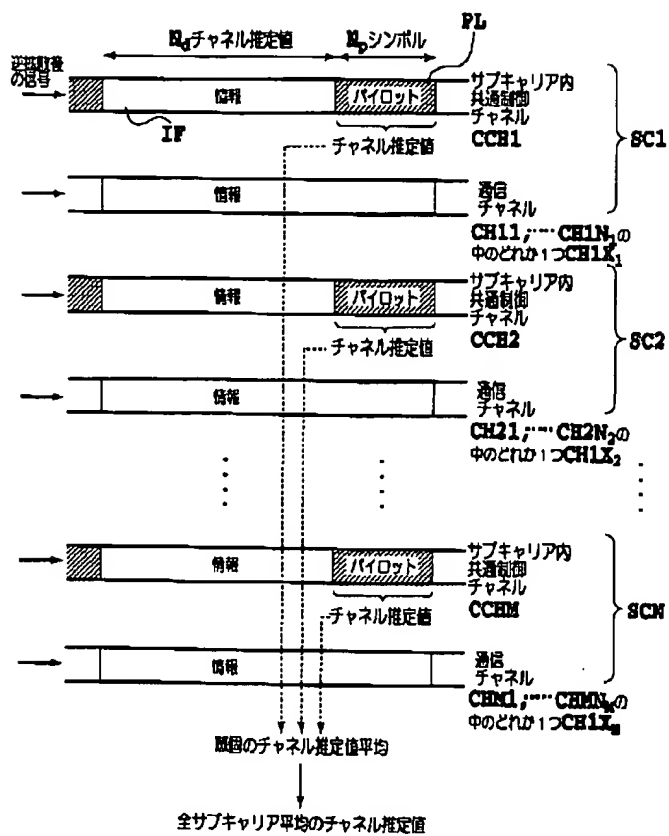 N_dチャネル推定値
N_pシンボル
PL
逆拡散後
の信号
情報
パイロット
サブキャリア内
共通制御
チャネル
IF
CCH1
SC1
チャネル推定値
情報
通信
チャネル
CH11,····CH1N_1の
中のどれか1つCH1X_1
情報
パイロット
サブキャリア内
共通制御
チャネル
チャネル推定値
CCH2
SC2
情報
通信
チャネル
CH21,····CH2N_2の
中のどれか1つCH1X_2
情報
パイロット
サブキャリア内
共通制御
チャネル
チャネル推定値
CCHM
SCM
情報
通信
チャネル
CHM1,····CHMN_Mの
中のどれか1つCH1X_M
M個のチャネル推定値平均
全サブキャリア平均のチャネル推定値